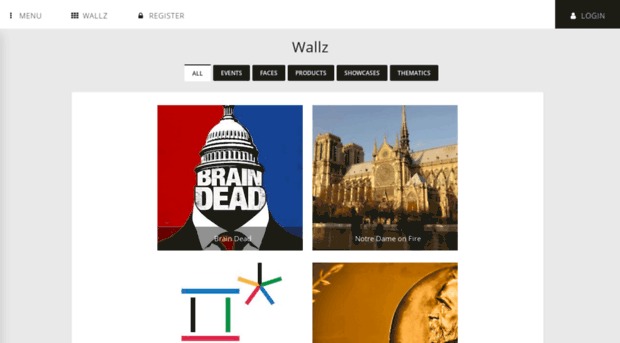 MENU
WALLZ
REGISTER
LOGIN
Wallz
ALL
EVENTS
FACES
PRODUCTS
SHOWCASES
THEMATICS
BRAIN
DEAD
Brain Dead
Notre Dame on Fire